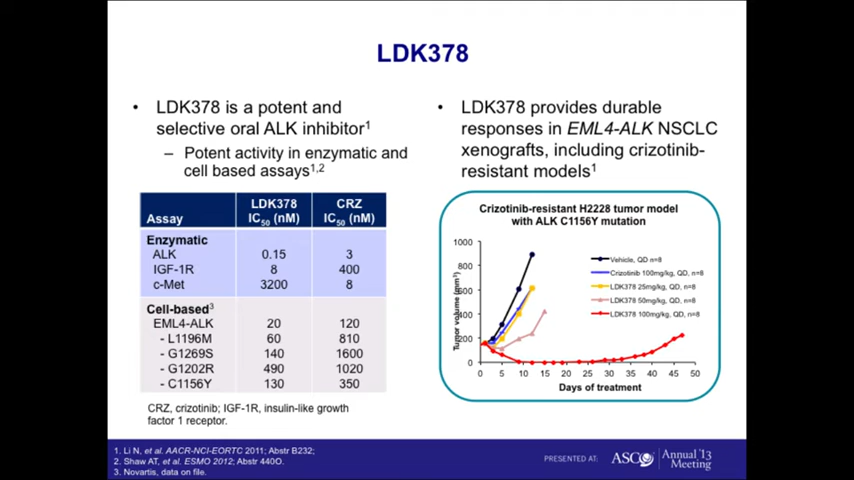 LDK378
• LDK378 is a potent and
selective oral ALK inhibitor1
– Potent activity in enzymatic and
cell based assays1,2
Assay LDK378 IC50 (nM) CRZ IC50 (nM)
Enzymatic
ALK 0.15 3
IGF-1R 8 400
c-Met 3200 8
Cell-based3
EML4-ALK 20 120
- L1196M 60 810
- G1269S 140 1600
- G1202R 490 1020
- C1156Y 130 350
CRZ, crizotinib; IGF-1R, insulin-like growth
factor 1 receptor.
• LDK378 provides durable
responses in EML4-ALK NSCLC
xenografts, including crizotinib-
resistant models1
Crizotinib-resistant H2228 tumor model
with ALK C1156Y mutation
Tumor volume (mm3)
1000
800
600
400
200
0
0 5 10 15 20 25 30 35 40 45 50
Days of treatment
Vehicle, QD n=8
Crizotinib 100mg/kg, QD, n=8
LDK378 25mg/kg, QD, n=8
LDK378 50mg/kg, QD, n=8
LDK378 100mg/kg. QD, n=8
1. Li N, et al. AACR-NCI-EORTC 2011; Abstr B232;
2. Shaw AT, et al. ESMO 2012; Abstr 440O.
3. Novartis, data on file.
PRESENTED AT:
ASCO
Annual '13
Meeting